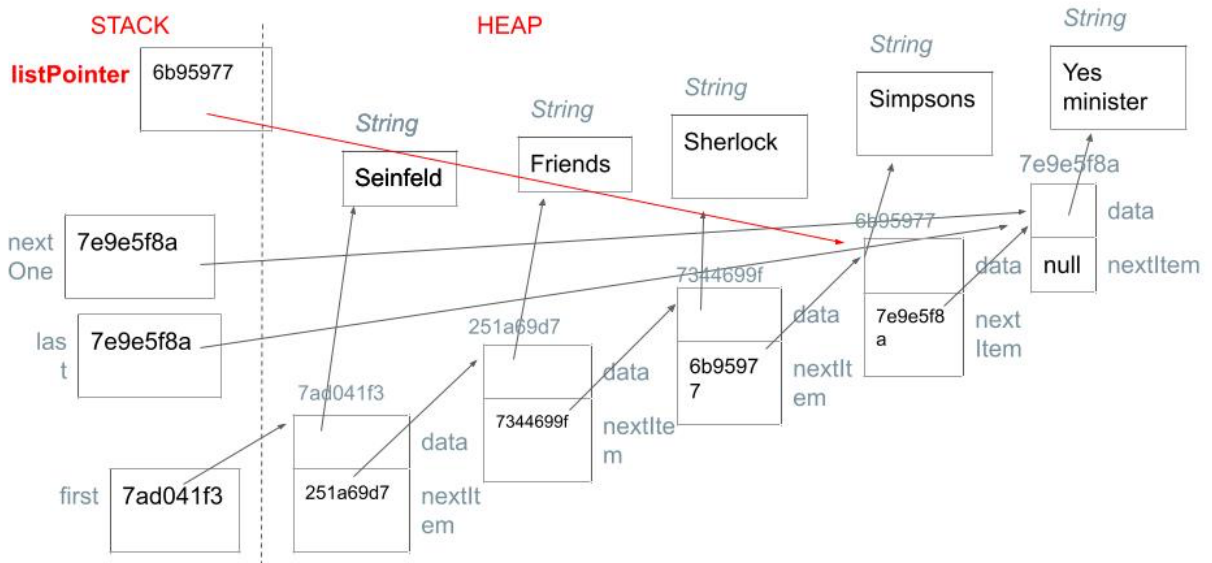 STACK
HEAP
listPointer
6b95977
String
Seinfeld
String
Friends
String
Sherlock
String
Simpsons
String
Yes
minister
next
One
7e9e5f8a
las
t
7e9e5f8a
first
7ad041f3
7ad041f3
data
251a69d7
nextIt
em
251a69d7
data
7344699f
nextIte
m
7344699f
data
6b9597
7
nextIt
em
6b95977
data
7e9e5f8
a
next
Item
7e9e5f8a
data
null
nextItem